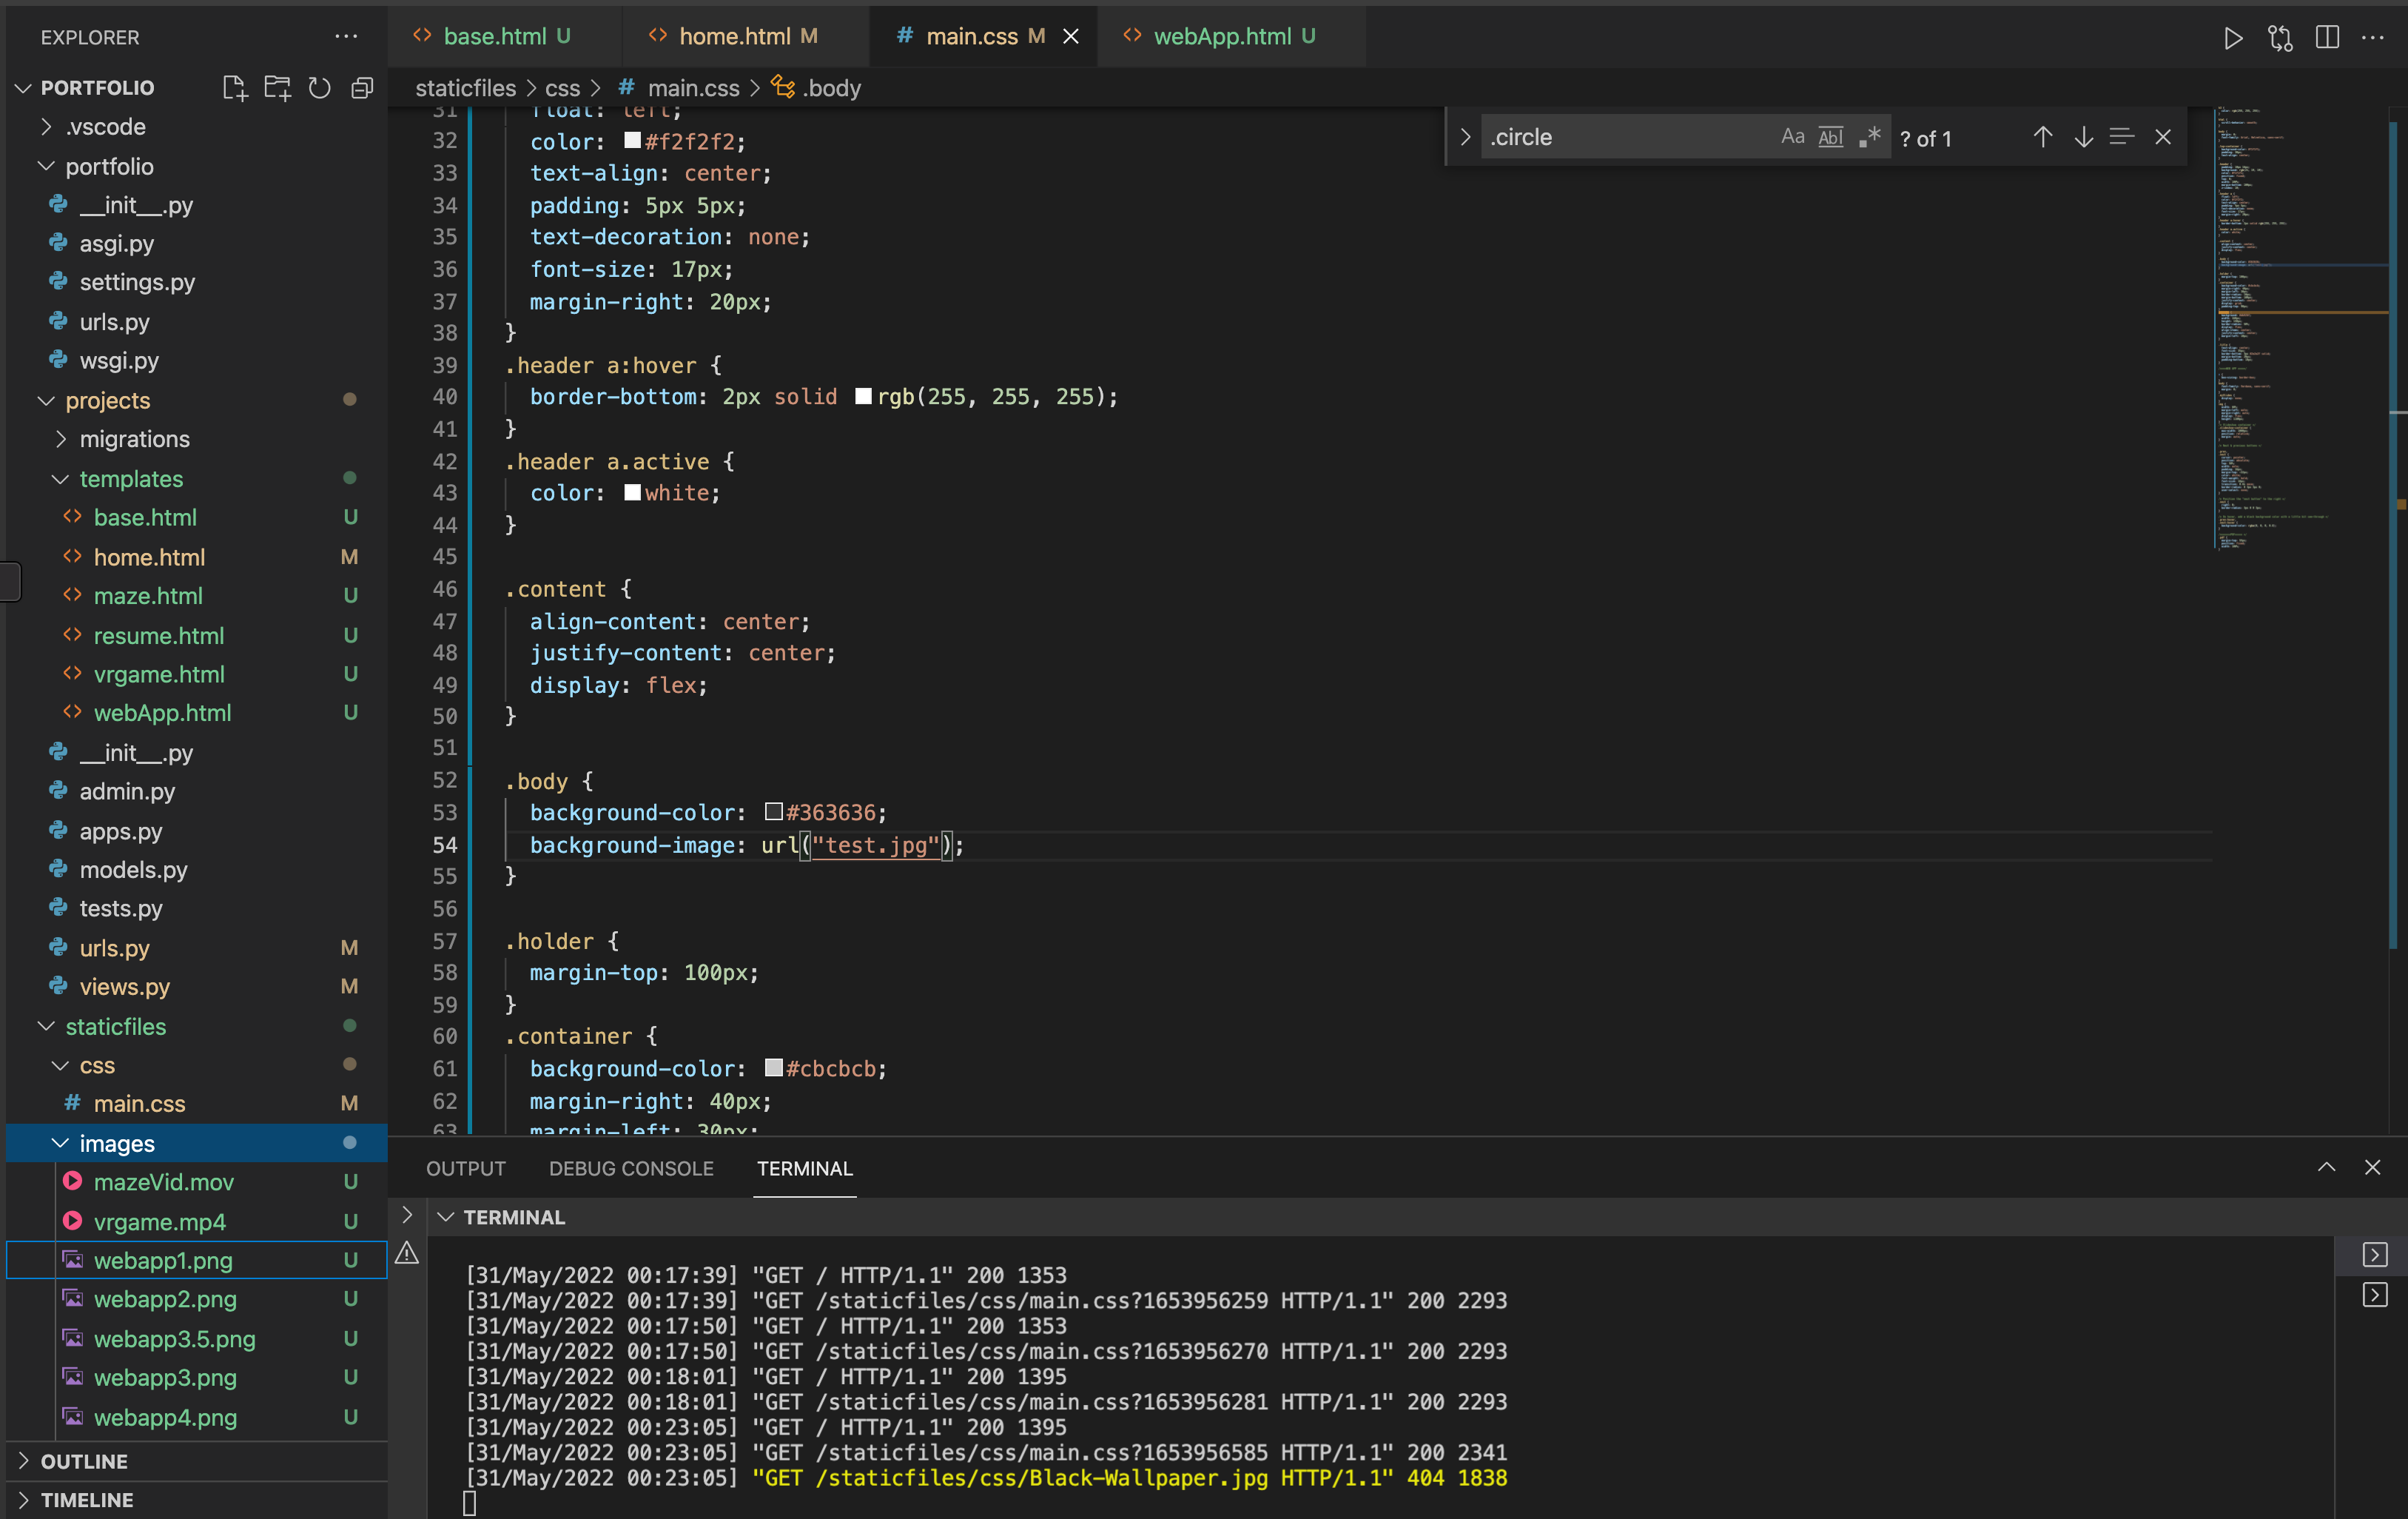 EXPLORER
PORTFOLIO
.vscode
portfolio
__init__.py
asgi.py
settings.py
urls.py
wsgi.py
projects
migrations
templates
base.html U
home.html M
maze.html U
resume.html U
vrgame.html U
webApp.html U
__init__.py
admin.py
apps.py
models.py
tests.py
urls.py M
views.py M
staticfiles
css
main.css M
images
mazeVid.mov U
vrgame.mp4 U
webapp1.png U
webapp2.png U
webapp3.5.png U
webapp3.png U
webapp4.png U
OUTLINE
TIMELINE
base.html U
home.html M
# main.css M
webApp.html U
staticfiles > css > # main.css > .body
.circle
Aa Abl .*
? of 1
31 float: left;
32 color: #f2f2f2;
33 text-align: center;
34 padding: 5px 5px;
35 text-decoration: none;
36 font-size: 17px;
37 margin-right: 20px;
38 }
39 .header a:hover {
40 border-bottom: 2px solid rgb(255, 255, 255);
41 }
42 .header a.active {
43 color: white;
44 }
45
46 .content {
47 align-content: center;
48 justify-content: center;
49 display: flex;
50 }
51
52 .body {
53 background-color: #363636;
54 background-image: url("test.jpg");
55 }
56
57 .holder {
58 margin-top: 100px;
59 }
60 .container {
61 background-color: #cbcbcb;
62 margin-right: 40px;
63 margin-left: 30px;
OUTPUT DEBUG CONSOLE TERMINAL
TERMINAL
[31/May/2022 00:17:39] "GET / HTTP/1.1" 200 1353
[31/May/2022 00:17:39] "GET /staticfiles/css/main.css?1653956259 HTTP/1.1" 200 2293
[31/May/2022 00:17:50] "GET / HTTP/1.1" 200 1353
[31/May/2022 00:17:50] "GET /staticfiles/css/main.css?1653956270 HTTP/1.1" 200 2293
[31/May/2022 00:18:01] "GET / HTTP/1.1" 200 1395
[31/May/2022 00:18:01] "GET /staticfiles/css/main.css?1653956281 HTTP/1.1" 200 2293
[31/May/2022 00:23:05] "GET / HTTP/1.1" 200 1395
[31/May/2022 00:23:05] "GET /staticfiles/css/main.css?1653956585 HTTP/1.1" 200 2341
[31/May/2022 00:23:05] "GET /staticfiles/css/Black-Wallpaper.jpg HTTP/1.1" 404 1838